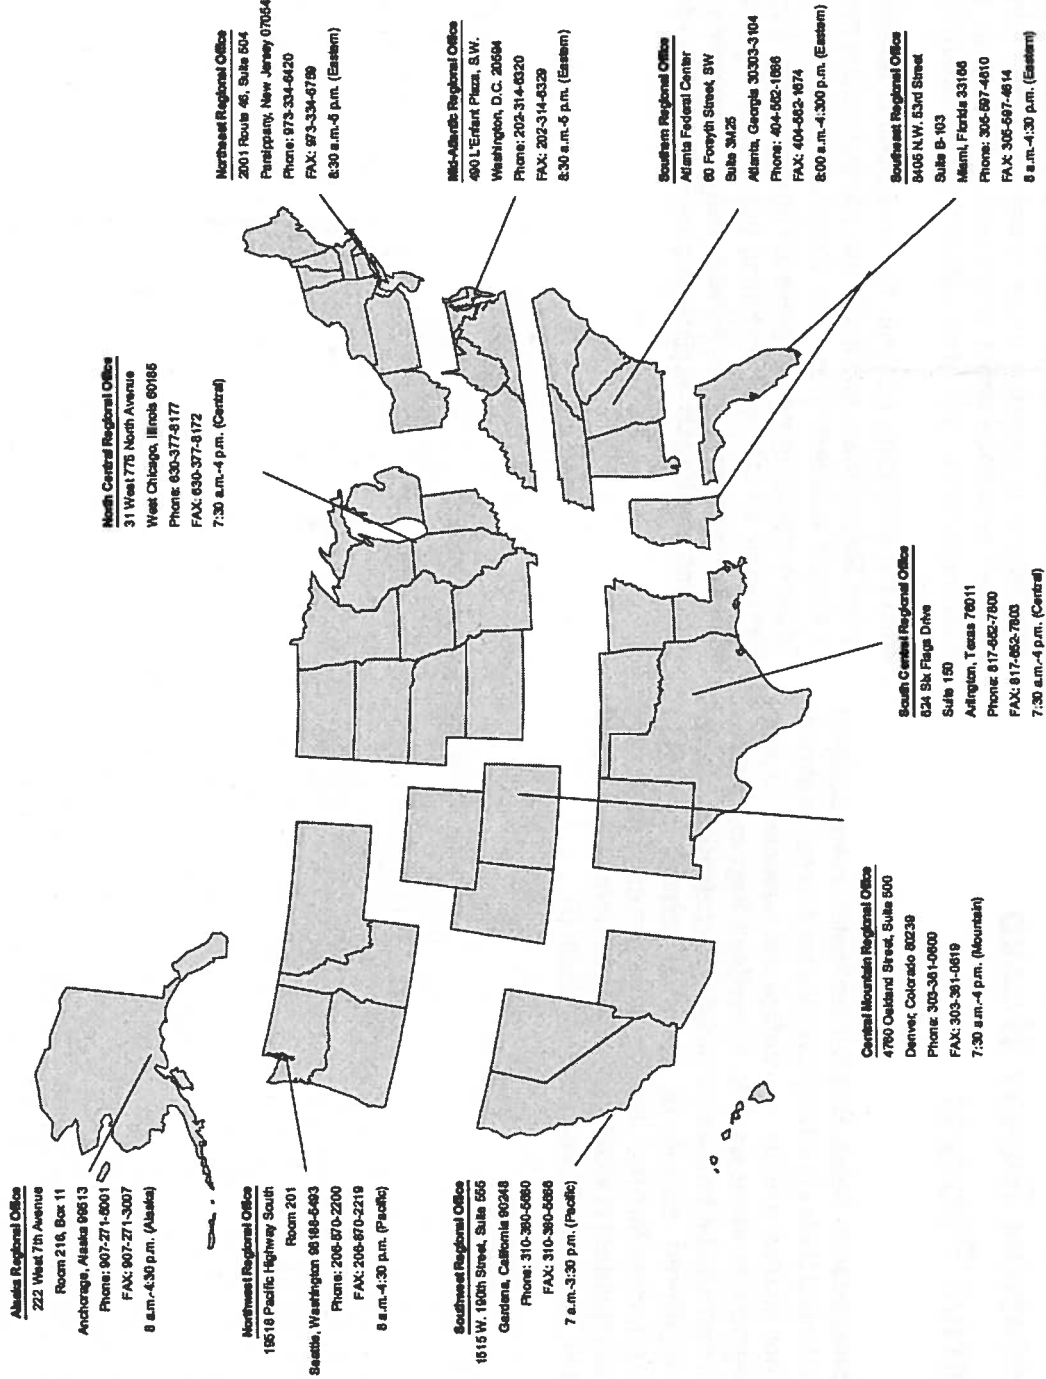 Alaska Regional Office
222 West 7th Avenue
Room 216, Box 11
Anchorage, Alaska 99513
Phone: 907-271-5001
FAX: 907-271-3007
8 a.m.-4:30 p.m. (Alaska)
Northwest Regional Office
19518 Pacific Highway South
Room 201
Seattle, Washington 98188-5493
Phone: 206-870-2200
FAX: 206-870-2219
8 a.m.-4:30 p.m. (Pacific)
Southwest Regional Office
1515 W. 190th Street, Suite 555
Gardena, California 90248
Phone: 310-380-5660
FAX: 310-380-5666
7 a.m.-3:30 p.m. (Pacific)
North Central Regional Office
31 West 775 North Avenue
West Chicago, Illinois 60185
Phone: 630-377-8177
FAX: 630-377-8172
7:30 a.m.-4 p.m. (Central)
Central Mountain Regional Office
4760 Oakland Street, Suite 500
Denver, Colorado 80239
Phone: 303-361-0600
FAX: 303-361-0619
7:30 a.m.-4 p.m. (Mountain)
South Central Regional Office
624 Six Flags Drive
Suite 150
Arlington, Texas 76011
Phone: 817-652-7800
FAX: 817-652-7803
7:30 a.m.-4 p.m. (Central)
Northeast Regional Office
2001 Route 46, Suite 504
Parsippany, New Jersey 07054
Phone: 973-334-6420
FAX: 973-334-6759
8:30 a.m.-5 p.m. (Eastern)
Mid-Atlantic Regional Office
490 L'Enfant Plaza, S.W.
Washington, D.C. 20594
Phone: 202-314-6320
FAX: 202-314-6329
8:30 a.m.-5 p.m. (Eastern)
Southern Regional Office
Atlanta Federal Center
60 Forsyth Street, SW
Suite 3M25
Atlanta, Georgia 30303-3104
Phone: 404-562-1666
FAX: 404-562-1674
8:00 a.m.-4:300 p.m. (Eastern)
Southeast Regional Office
8405 N.W. 53rd Street
Suite B-103
Miami, Florida 33166
Phone: 305-597-4610
FAX: 305-597-4614
8 a.m.-4:30 p.m. (Eastern)